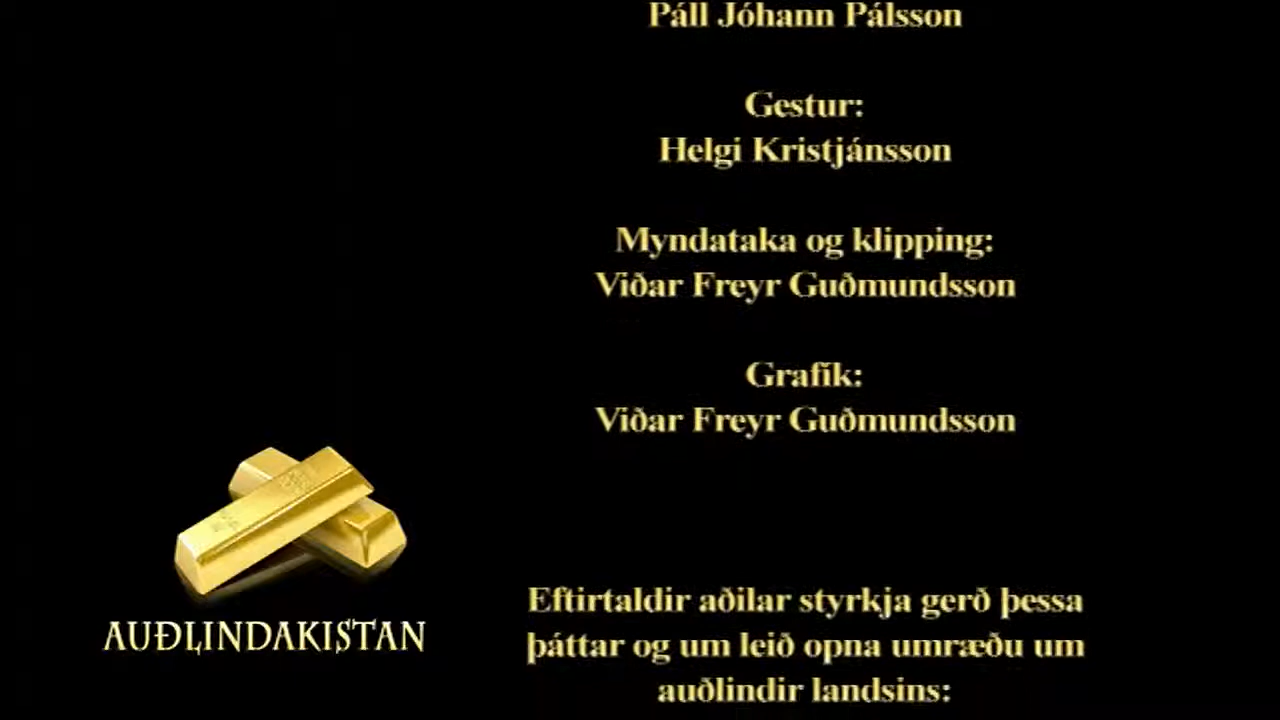 Páll Jóhann Pálsson
Gestur:
Helgi Kristjánsson
Myndataka og klipping:
Viðar Freyr Guðmundsson
Grafík:
Viðar Freyr Guðmundsson
AUÐLINDAKISTAN
Eftirtaldir aðilar styrkja gerð þessa
þáttar og um leið opna umræðu um
auðlindir landsins: